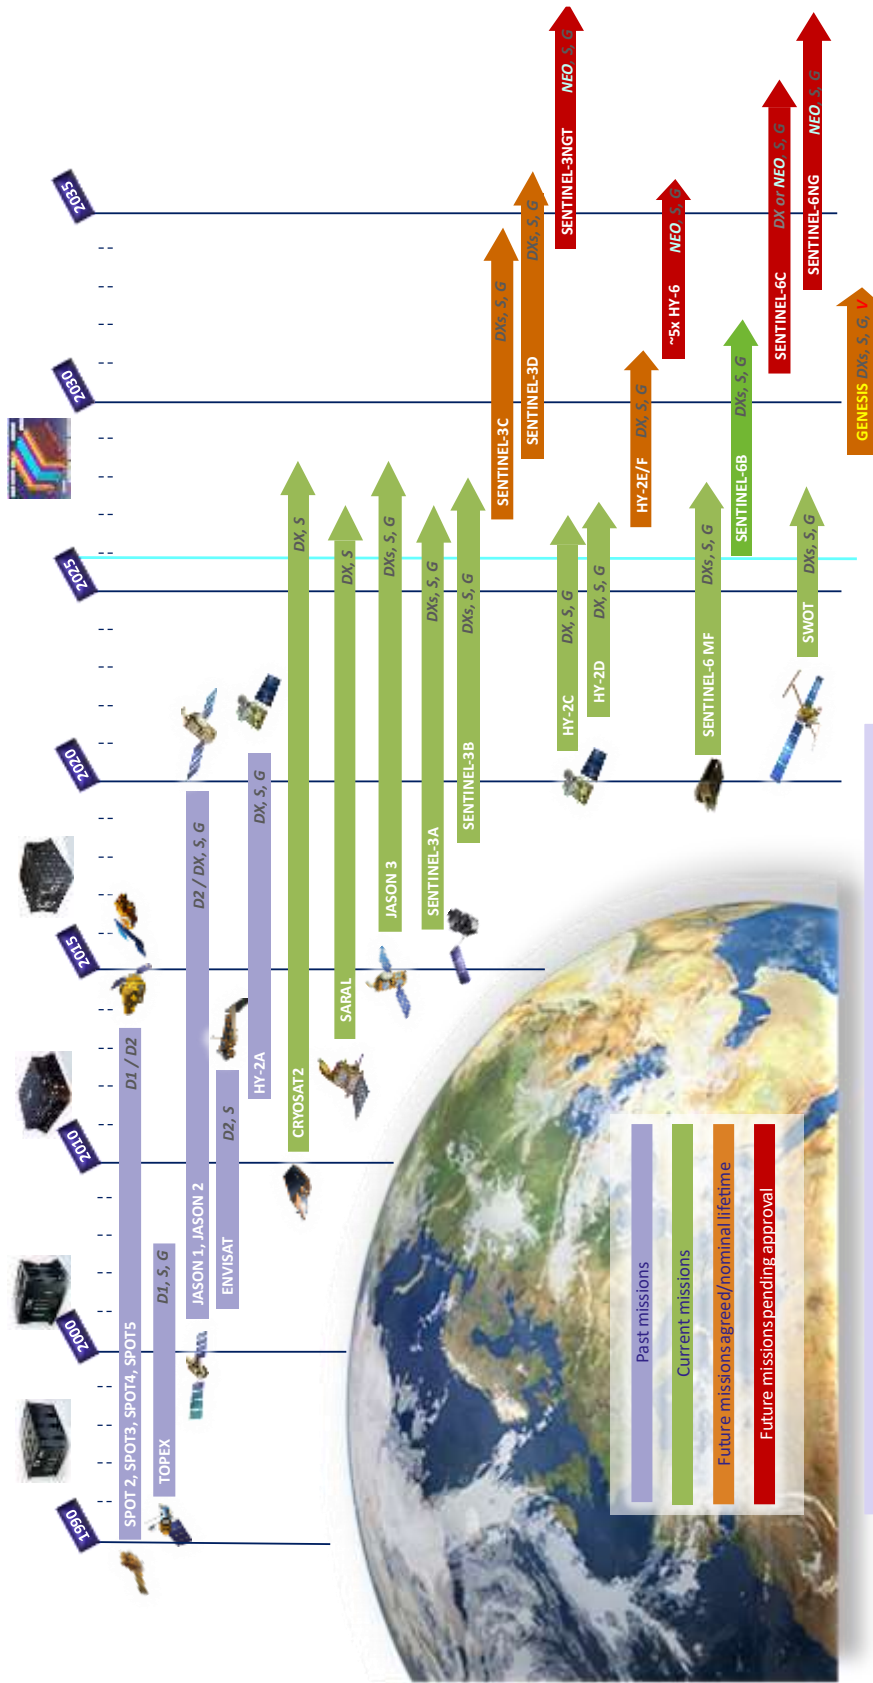 1990
2000
2010
2015
2020
2025
2030
2035
SPOT 2, SPOT3, SPOT4, SPOT5
D1 / D2
TOPEX
D1, S, G
JASON 1, JASON 2
D2 / DX, S, G
ENVISAT
D2, S
HY-2A
DX, S, G
CRYOSAT2
DX, S
SARAL
DX, S
JASON 3
DXs, S, G
SENTINEL-3A
DXs, S, G
SENTINEL-3B
DXs, S, G
SENTINEL-3C
DXs, S, G
SENTINEL-3D
DXs, S, G
SENTINEL-3NGT
NEO, S, G
HY-2C
DX, S, G
HY-2D
DX, S, G
HY-2E/F
DX, S, G
~5x HY-6
NEO, S, G
SENTINEL-6 MF
DXs, S, G
SENTINEL-6B
DXs, S, G
SENTINEL-6C
DX or NEO, S, G
SENTINEL-6NG
NEO, S, G
SWOT
DXs, S, G
GENESIS DXs, S, G, V
Past missions
Current missions
Future missions agreed/nominal lifetime
Future missions pending approval